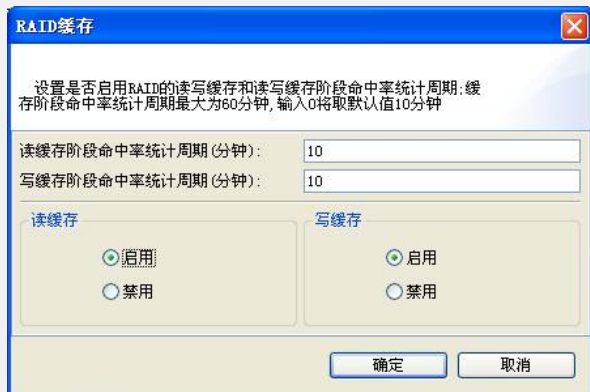 RAID缓存
设置是否启用RAID的读写缓存和读写缓存阶段命中率统计周期;缓
存阶段命中率统计周期最大为60分钟,输入0将取默认值10分钟
读缓存阶段命中率统计周期(分钟): 10
写缓存阶段命中率统计周期(分钟): 10
读缓存 写缓存
启用 启用
禁用 禁用
确定 取消